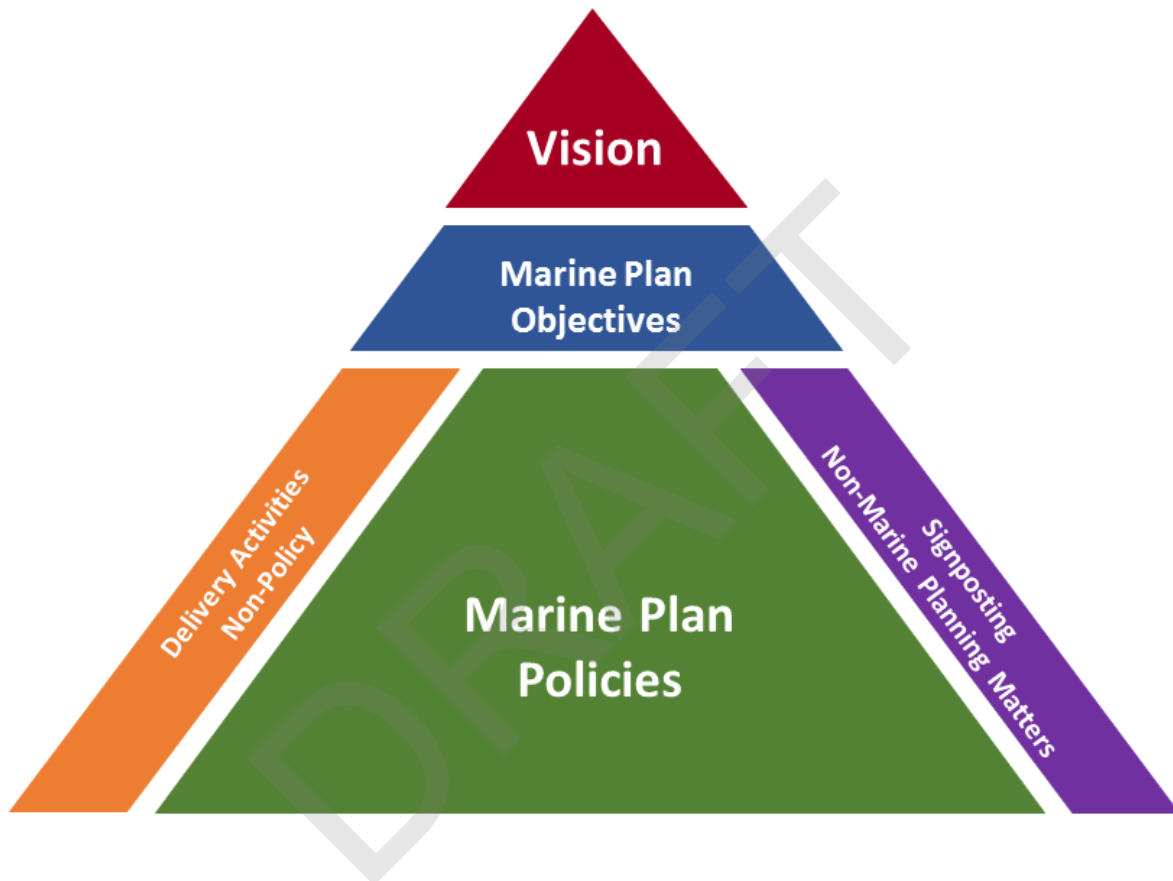 Vision
Marine Plan
Objectives
Delivery Activities
Non-Policy
Marine Plan
Policies
Signposting
Non-Marine Planning Matters
DRAFT